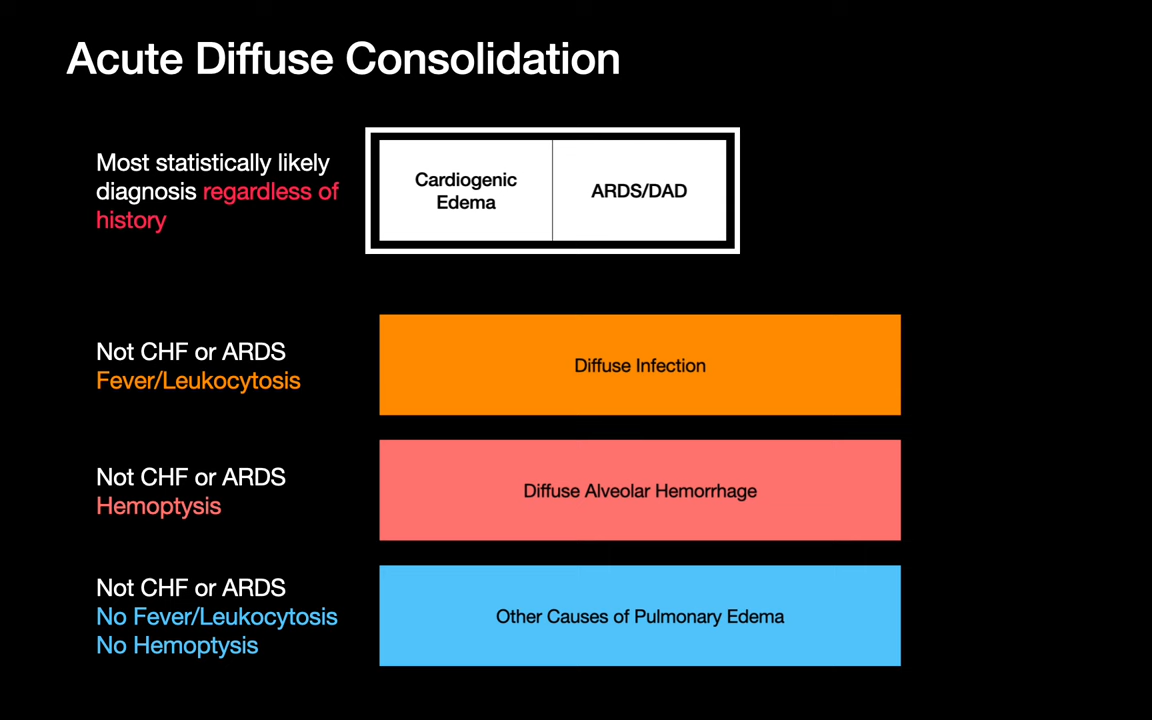 Acute Diffuse Consolidation
Most statistically likely
diagnosis regardless of
history
Cardiogenic
Edema
ARDS/DAD
Not CHF or ARDS
Fever/Leukocytosis
Diffuse Infection
Not CHF or ARDS
Hemoptysis
Diffuse Alveolar Hemorrhage
Not CHF or ARDS
No Fever/Leukocytosis
No Hemoptysis
Other Causes of Pulmonary Edema